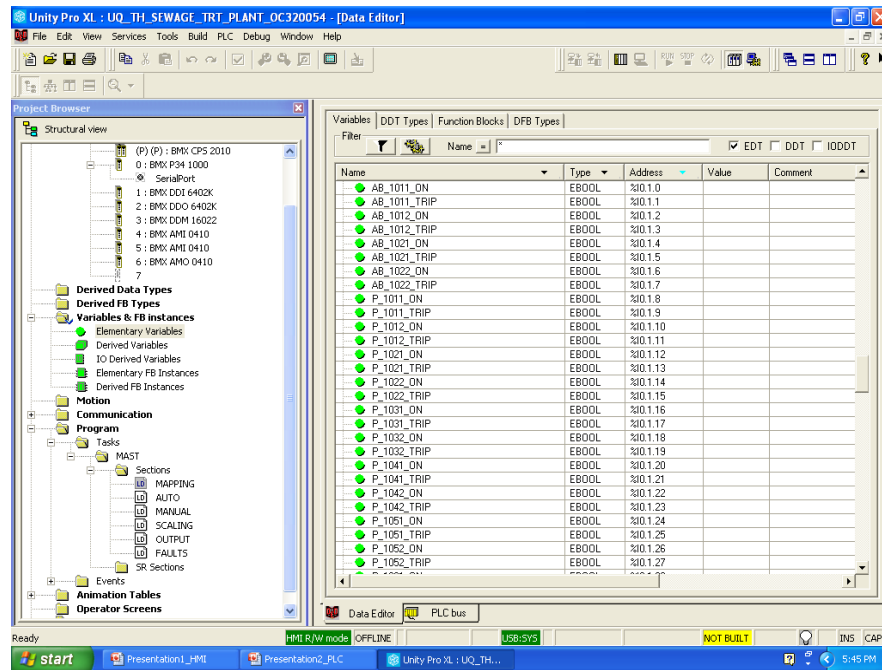 Unity Pro XL : UQ_TH_SEWAGE_TRT_PLANT_OC320054 - [Data Editor]
File Edit View Services Tools Build PLC Debug Window Help
RUN STOP
Project Browser
Structural view
(P) (P) : BMX CPS 2010
0 : BMX P34 1000
SerialPort
1 : BMX DDI 6402K
2 : BMX DDO 6402K
3 : BMX DDM 16022
4 : BMX AMI 0410
5 : BMX AMI 0410
6 : BMX AMO 0410
7
Derived Data Types
Derived FB Types
Variables & FB instances
Elementary Variables
Derived Variables
IO Derived Variables
Elementary FB Instances
Derived FB Instances
Motion
Communication
Program
Tasks
MAST
Sections
LD MAPPING
LD AUTO
LD MANUAL
LD SCALING
LD OUTPUT
LD FAULTS
SR Sections
Events
Animation Tables
Operator Screens
Variables DDT Types Function Blocks DFB Types
Filter
Name = * EDT DDT IODDT
Name Type Address Value Comment
AB_1011_ON EBOOL %I0.1.0
AB_1011_TRIP EBOOL %I0.1.1
AB_1012_ON EBOOL %I0.1.2
AB_1012_TRIP EBOOL %I0.1.3
AB_1021_ON EBOOL %I0.1.4
AB_1021_TRIP EBOOL %I0.1.5
AB_1022_ON EBOOL %I0.1.6
AB_1022_TRIP EBOOL %I0.1.7
P_1011_ON EBOOL %I0.1.8
P_1011_TRIP EBOOL %I0.1.9
P_1012_ON EBOOL %I0.1.10
P_1012_TRIP EBOOL %I0.1.11
P_1021_ON EBOOL %I0.1.12
P_1021_TRIP EBOOL %I0.1.13
P_1022_ON EBOOL %I0.1.14
P_1022_TRIP EBOOL %I0.1.15
P_1031_ON EBOOL %I0.1.16
P_1031_TRIP EBOOL %I0.1.17
P_1032_ON EBOOL %I0.1.18
P_1032_TRIP EBOOL %I0.1.19
P_1041_ON EBOOL %I0.1.20
P_1041_TRIP EBOOL %I0.1.21
P_1042_ON EBOOL %I0.1.22
P_1042_TRIP EBOOL %I0.1.23
P_1051_ON EBOOL %I0.1.24
P_1051_TRIP EBOOL %I0.1.25
P_1052_ON EBOOL %I0.1.26
P_1052_TRIP EBOOL %I0.1.27
Data Editor PLC bus
Ready HMI R/W mode OFFLINE USB:SYS NOT BUILT INS CAP
start Presentation1_HMI Presentation2_PLC Unity Pro XL : UQ_TH... 5:45 PM